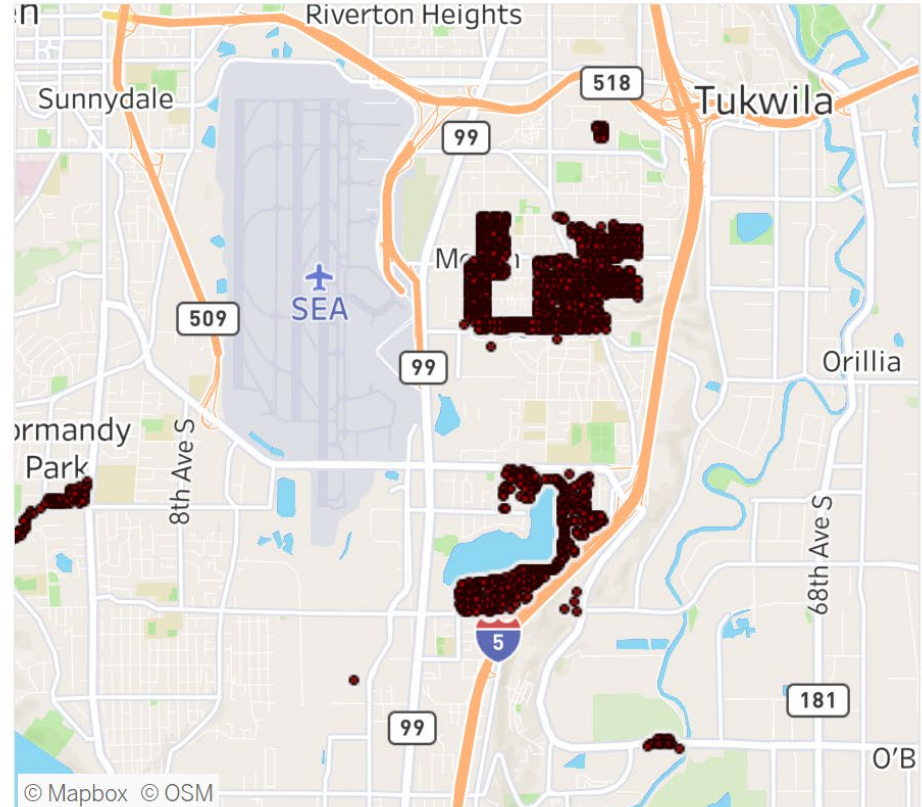 Riverton Heights
Sunnydale
518
Tukwila
99
SEA
509
99
Orillia
8th Ave S
Park
68th Ave S
5
181
99
O'B
© Mapbox © OSM